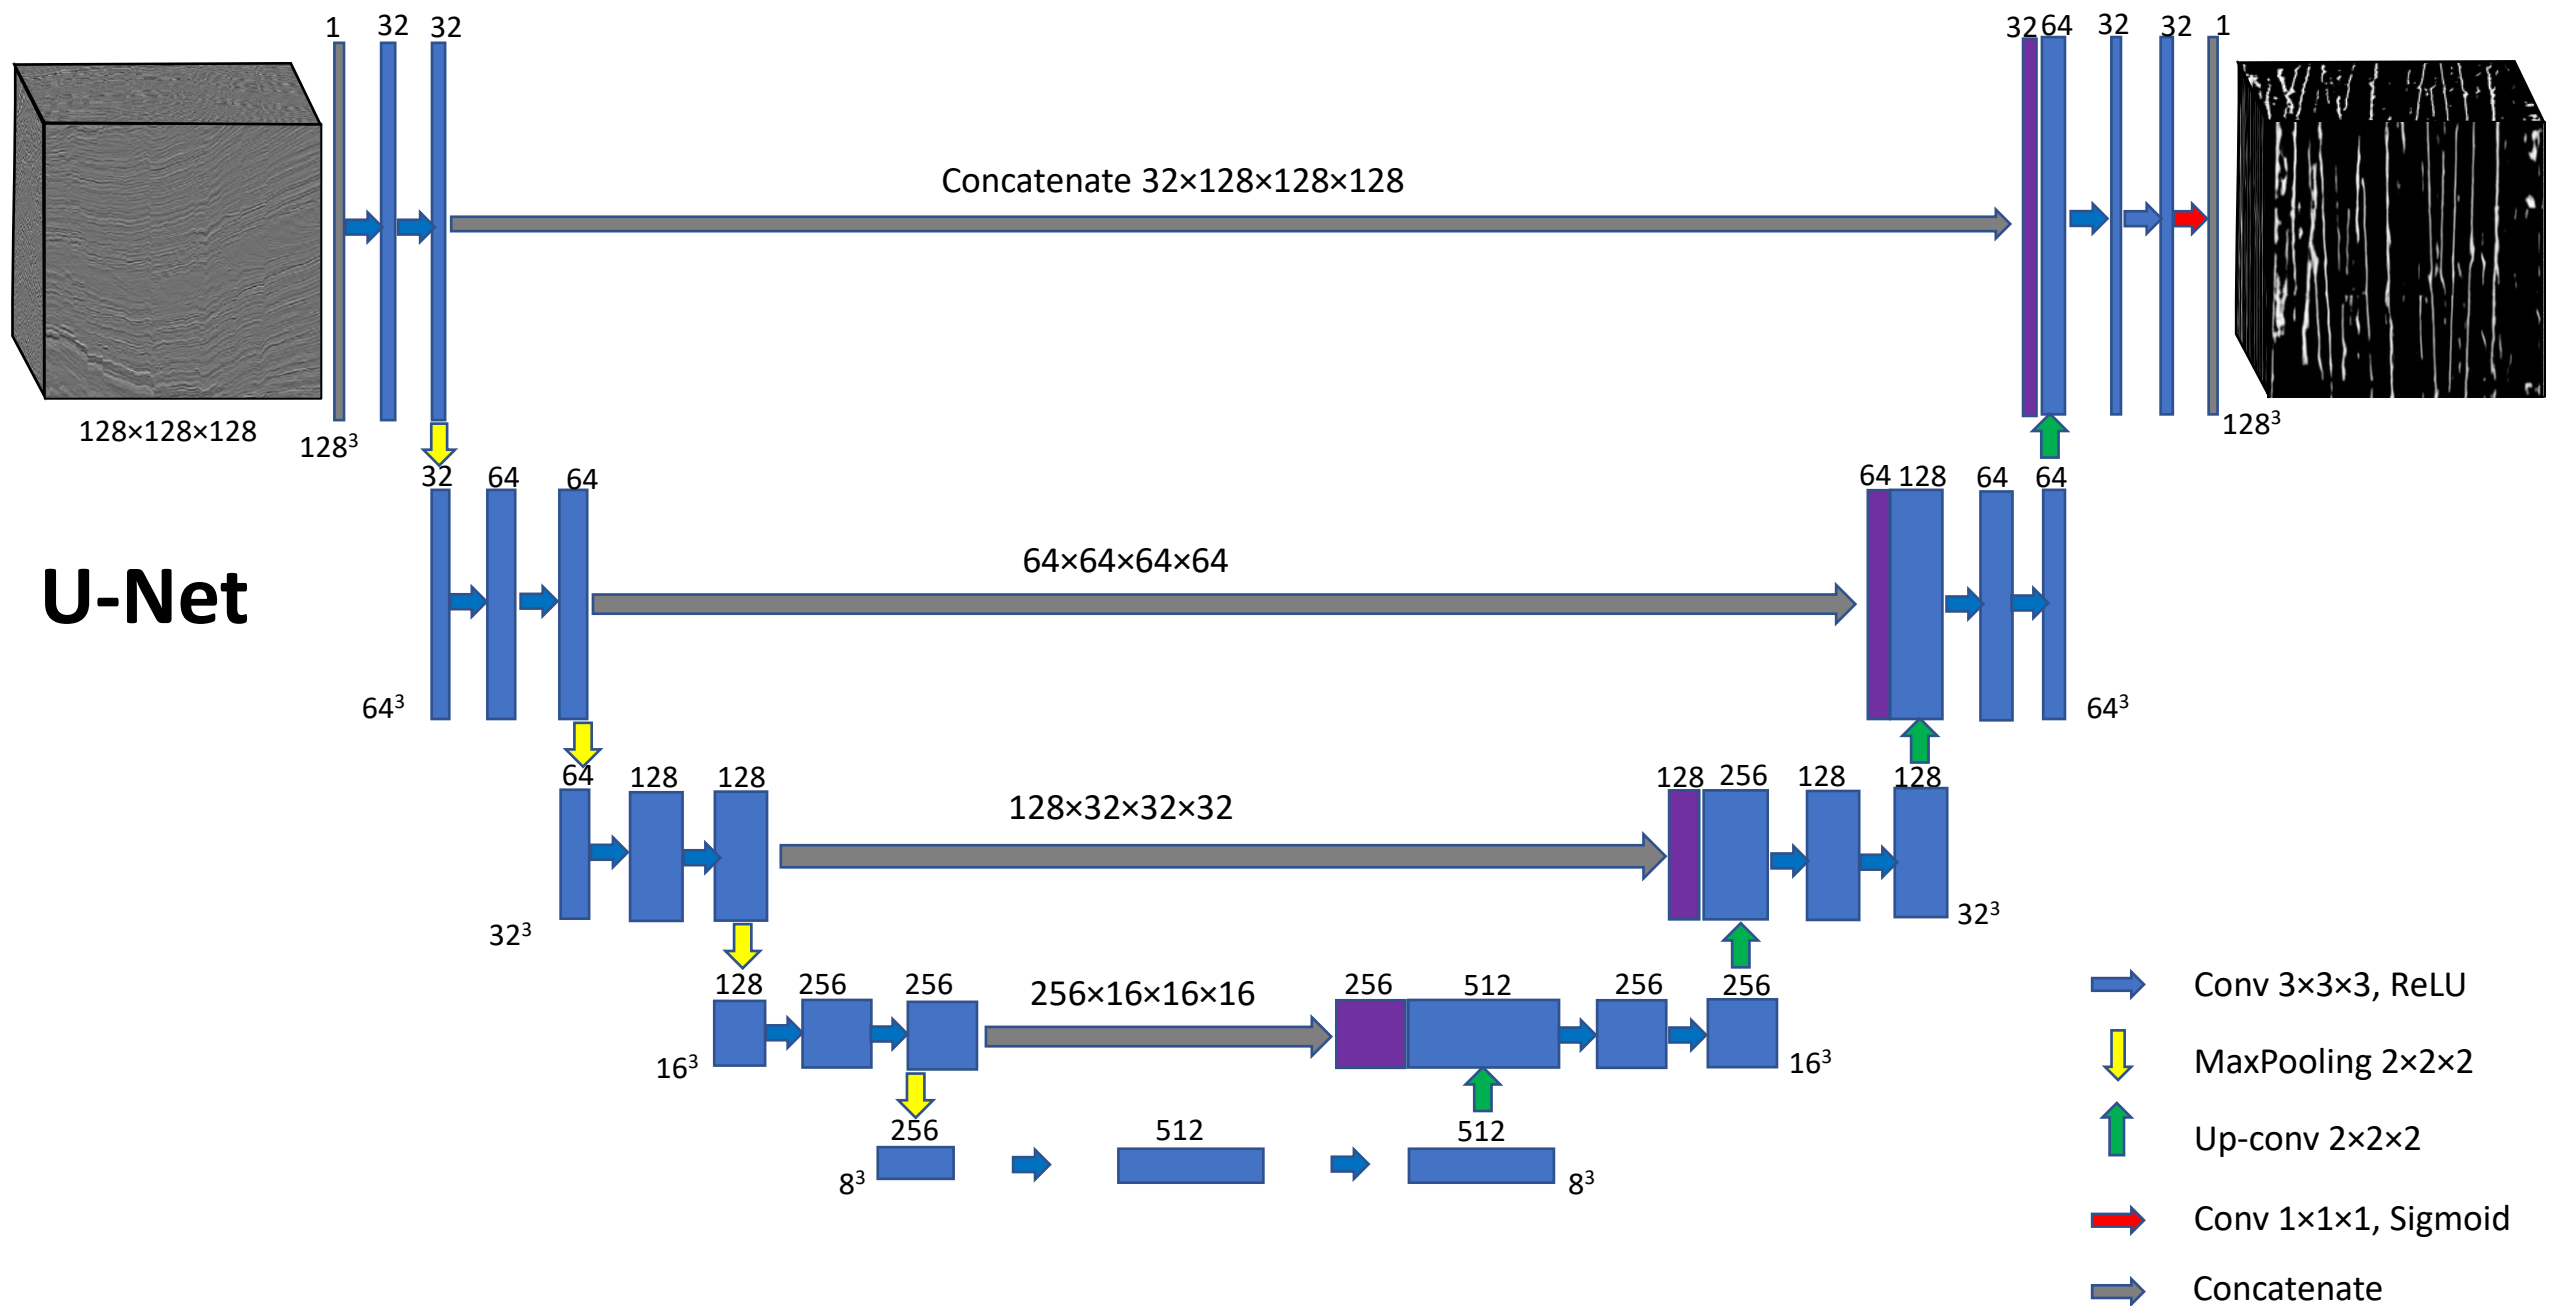 1 32 32
32 64 32 32 1
Concatenate 32×128×128×128
128×128×128
128³
128³
32 64 64
64 128 64 64
64×64×64×64
U-Net
64³
64³
64 128 128
128 256 128 128
128×32×32×32
32³
32³
128 256 256
256×16×16×16
256 512 256 256
16³
16³
256 512 512
8³
8³
Conv 3×3×3, ReLU
MaxPooling 2×2×2
Up-conv 2×2×2
Conv 1×1×1, Sigmoid
Concatenate